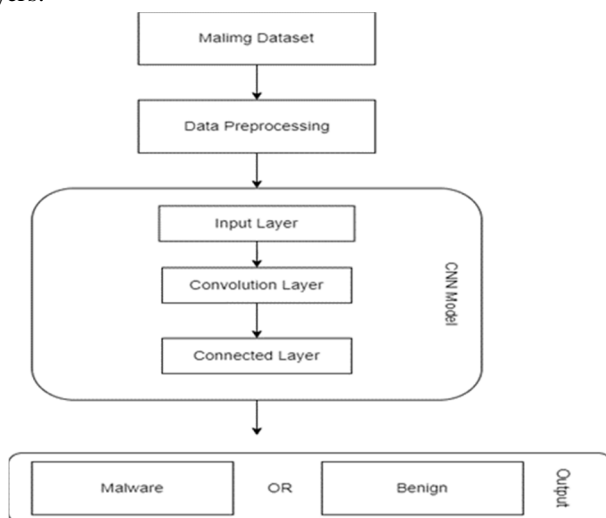 Malimg Dataset
Data Preprocessing
Input Layer
Convolution Layer
Connected Layer
CNN Model
Malware
OR
Benign
Output